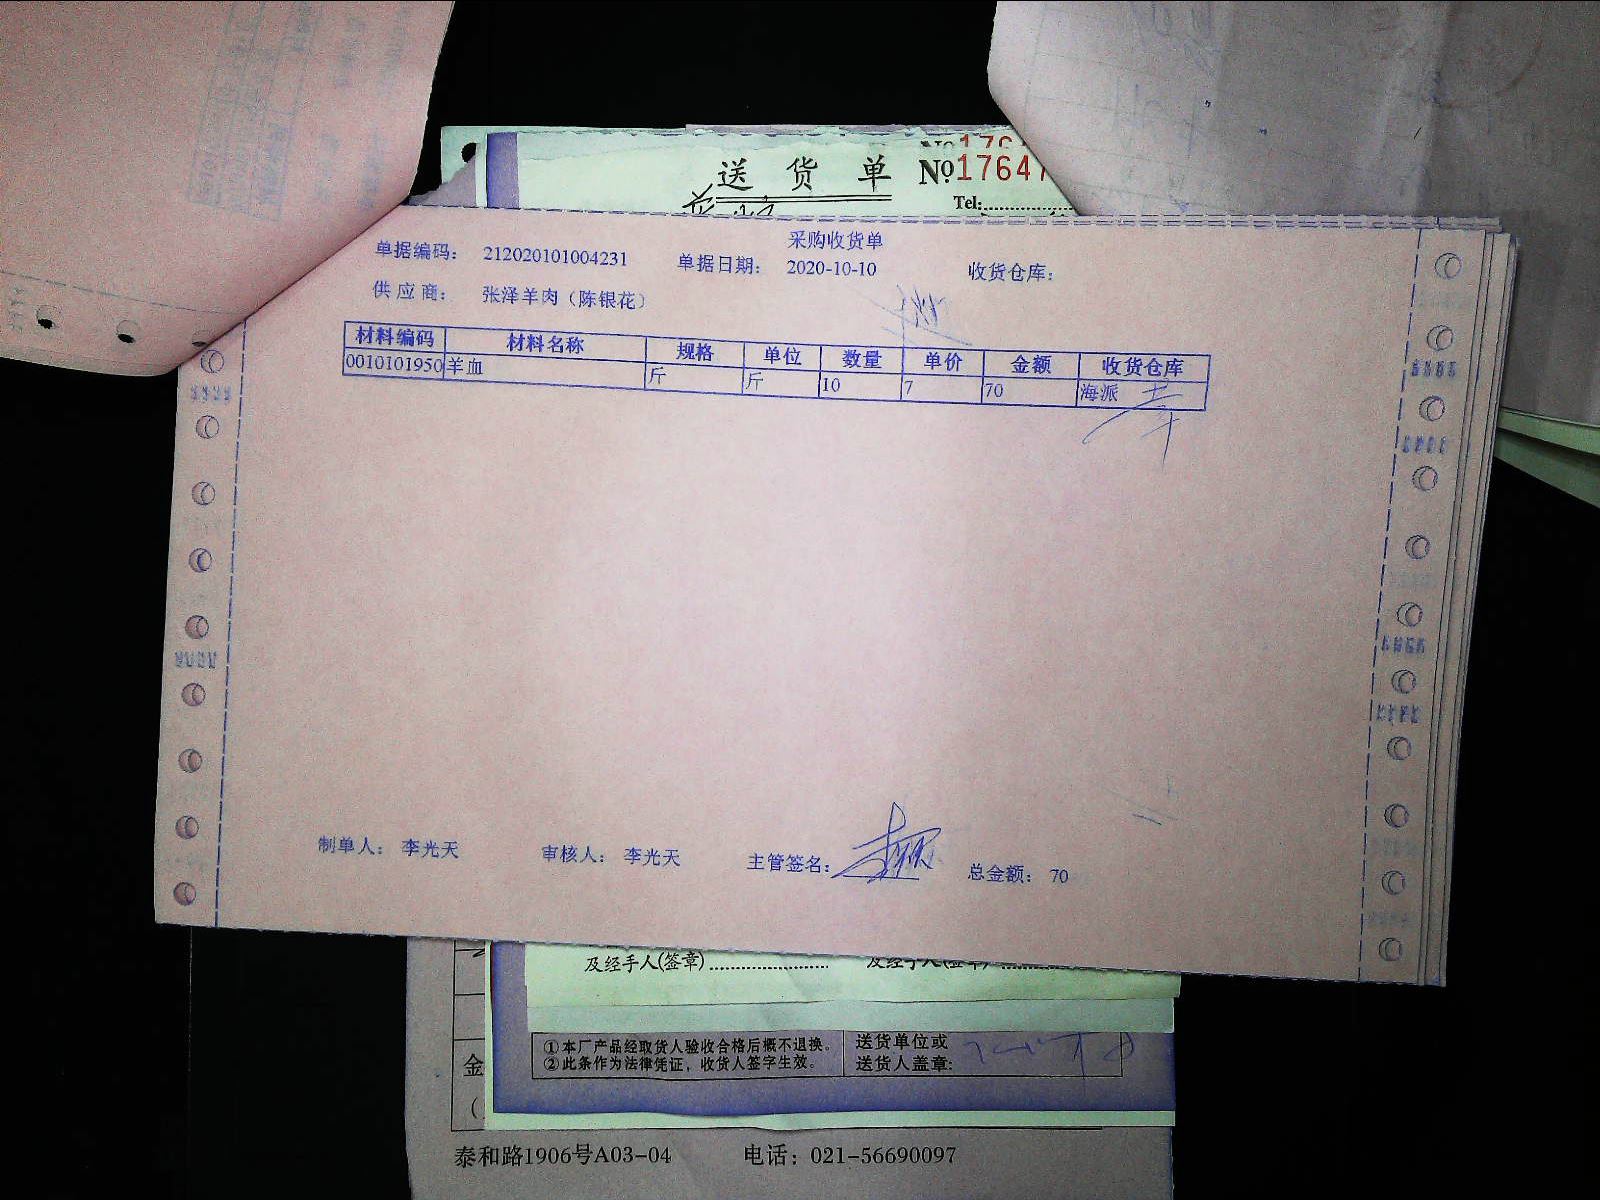 送 货 单 №1764
Tel:
采购收货单
单据编码： 212020101004231 单据日期： 2020-10-10 收货仓库：
供应商： 张泽羊肉（陈银花）
材料编码 材料名称 规格 单位 数量 单价 金额 收货仓库
0010101950 羊血 斤 斤 10 7 70 海派
制单人： 李光天 审核人： 李光天 主管签名： 总金额： 70
及经手人(签章) 及经手人(签章)
①本厂产品经取货人验收合格后概不退换。 送货单位或
②此条作为法律凭证，收货人签字生效。 送货人盖章：
金
泰和路1906号A03-04 电话：021-56690097